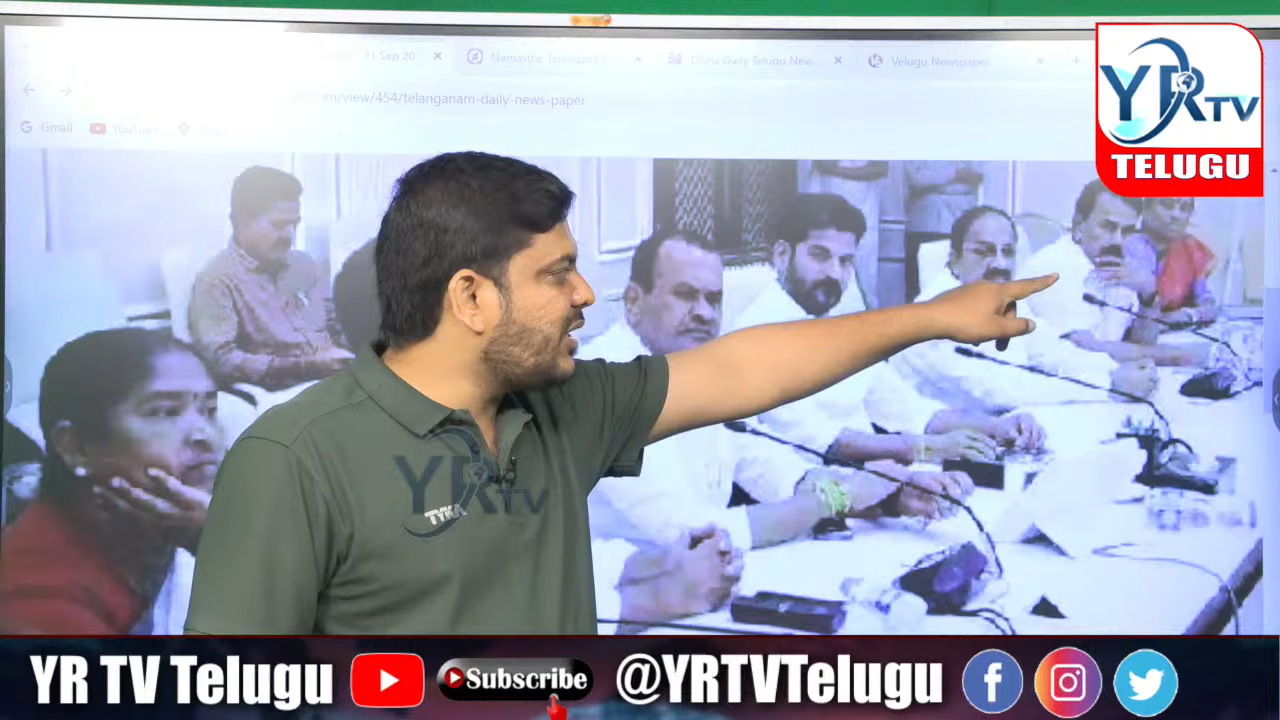 21 Sep 20
Namasthe Telangana
Disha Daily Telugu New
Velugu Newspaper
/view/454/telanganam-daily-news-paper
Gmail
YouTube
YR TV
TELUGU
YR TV
TYKA
YR TV Telugu
Subscribe
@YRTVTelugu